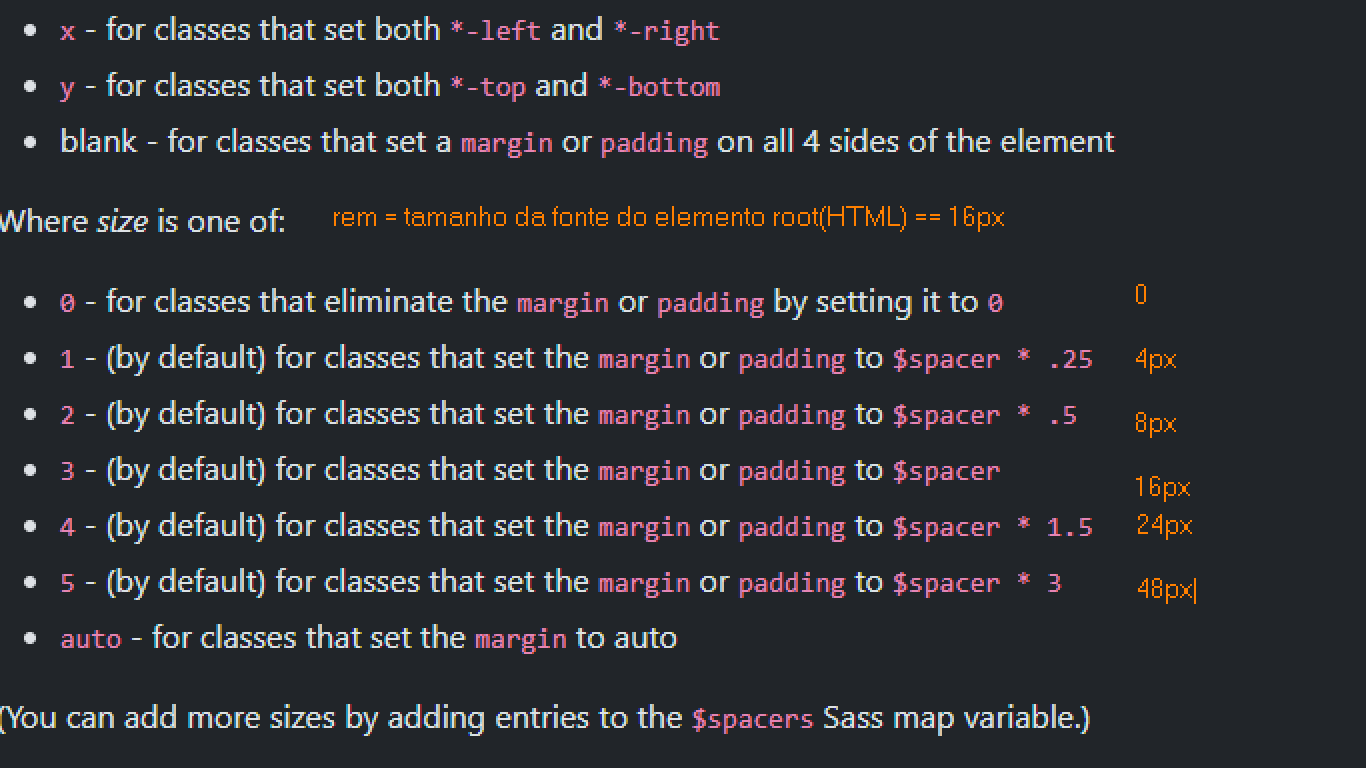 x - for classes that set both *-left and *-right
y - for classes that set both *-top and *-bottom
blank - for classes that set a margin or padding on all 4 sides of the element
Where size is one of: rem = tamanho da fonte do elemento root(HTML) == 16px
0 - for classes that eliminate the margin or padding by setting it to 0 0
1 - (by default) for classes that set the margin or padding to $spacer * .25 4px
2 - (by default) for classes that set the margin or padding to $spacer * .5 8px
3 - (by default) for classes that set the margin or padding to $spacer 16px
4 - (by default) for classes that set the margin or padding to $spacer * 1.5 24px
5 - (by default) for classes that set the margin or padding to $spacer * 3 48px
auto - for classes that set the margin to auto
(You can add more sizes by adding entries to the $spacers Sass map variable.)